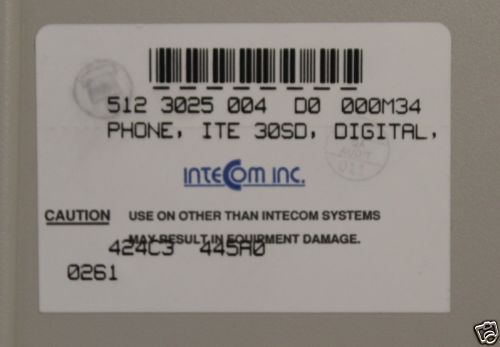 512 3025 004 D0 000M34
PHONE, ITE 30SD, DIGITAL,
INTECOM INC.
CAUTION USE ON OTHER THAN INTECOM SYSTEMS
MAY RESULT IN EQUIPMENT DAMAGE.
424C3 445A0
0261